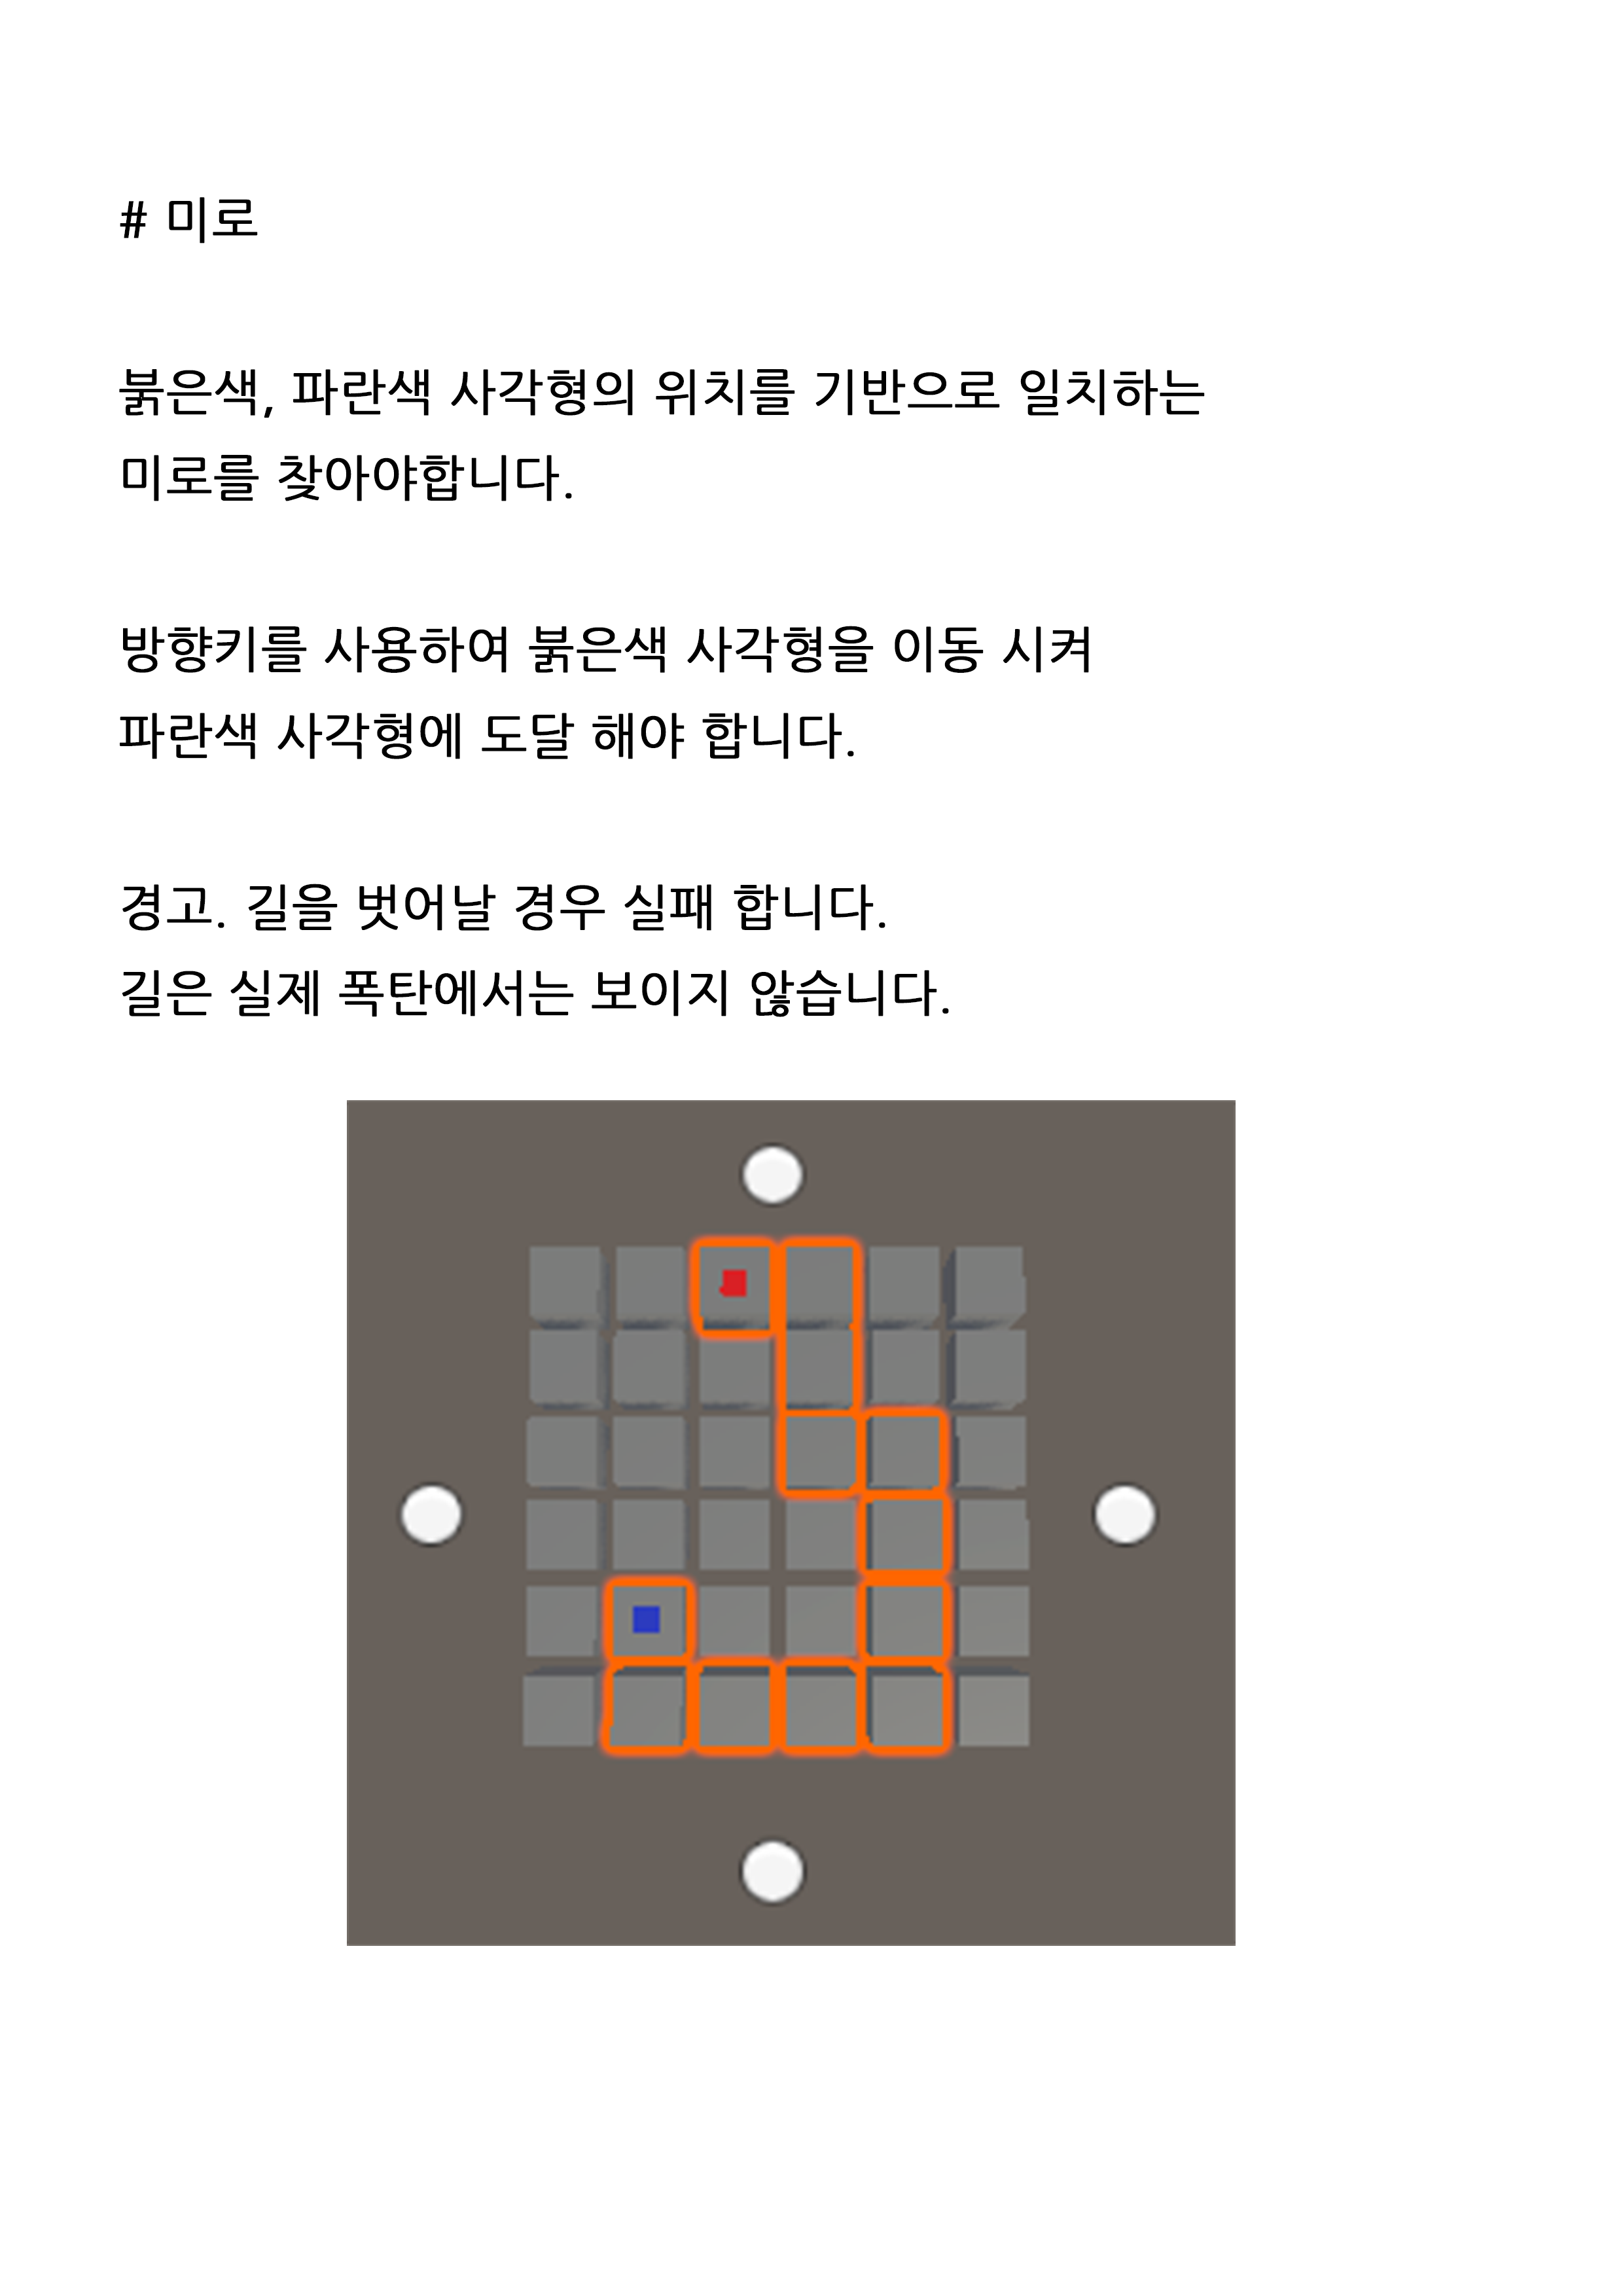 # 미로
붉은색, 파란색 사각형의 위치를 기반으로 일치하는
미로를 찾아야합니다.
방향키를 사용하여 붉은색 사각형을 이동 시켜
파란색 사각형에 도달 해야 합니다.
경고. 길을 벗어날 경우 실패 합니다.
길은 실제 폭탄에서는 보이지 않습니다.